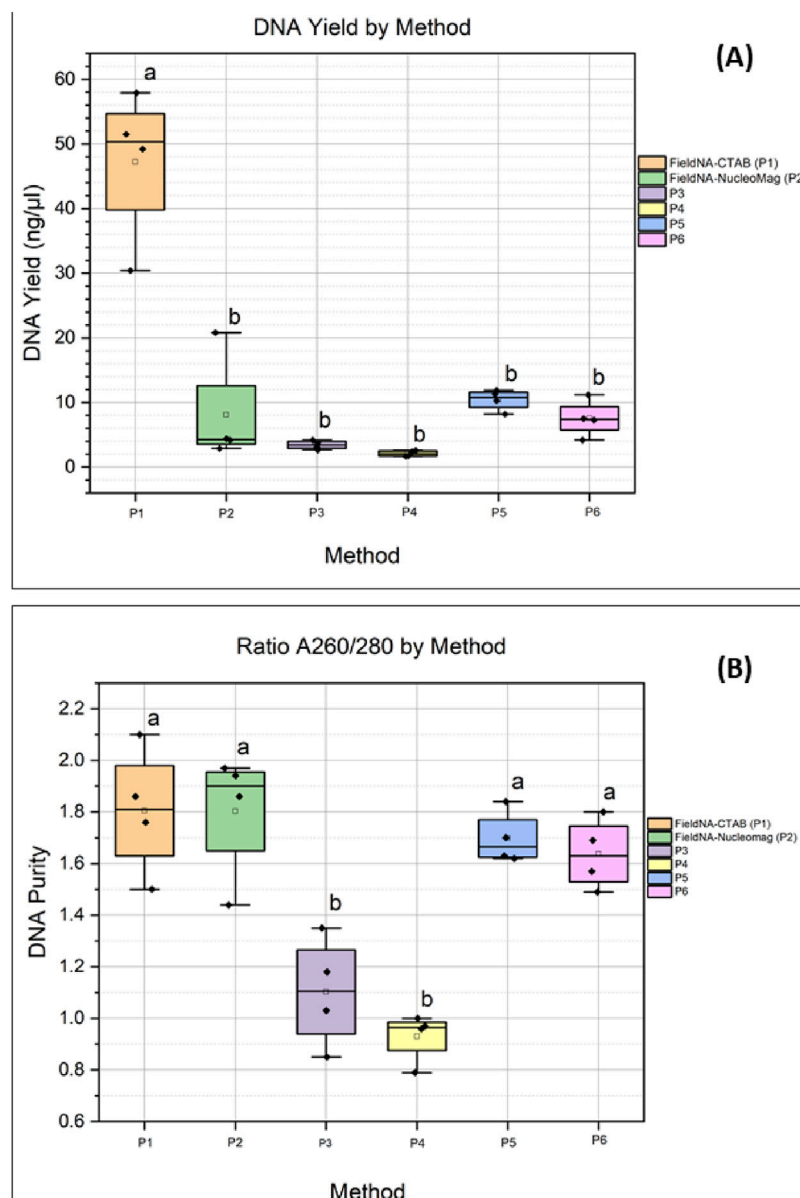 DNA Yield by Method
(A)
a
60
50
40
30
20
10
0
DNA Yield (ng/µl)
b
b
b
b
b
FieldNA-CTAB (P1)
FieldNA-NucleoMag (P2
P3
P4
P5
P6
P1 P2 P3 P4 P5 P6
Method
Ratio A260/280 by Method
(B)
2.2
2.0
1.8
1.6
1.4
1.2
1.0
0.8
0.6
DNA Purity
a
a
b
b
a
a
FieldNA-CTAB (P1)
FieldNA-Nucleomag (P2)
P3
P4
P5
P6
P1 P2 P3 P4 P5 P6
Method